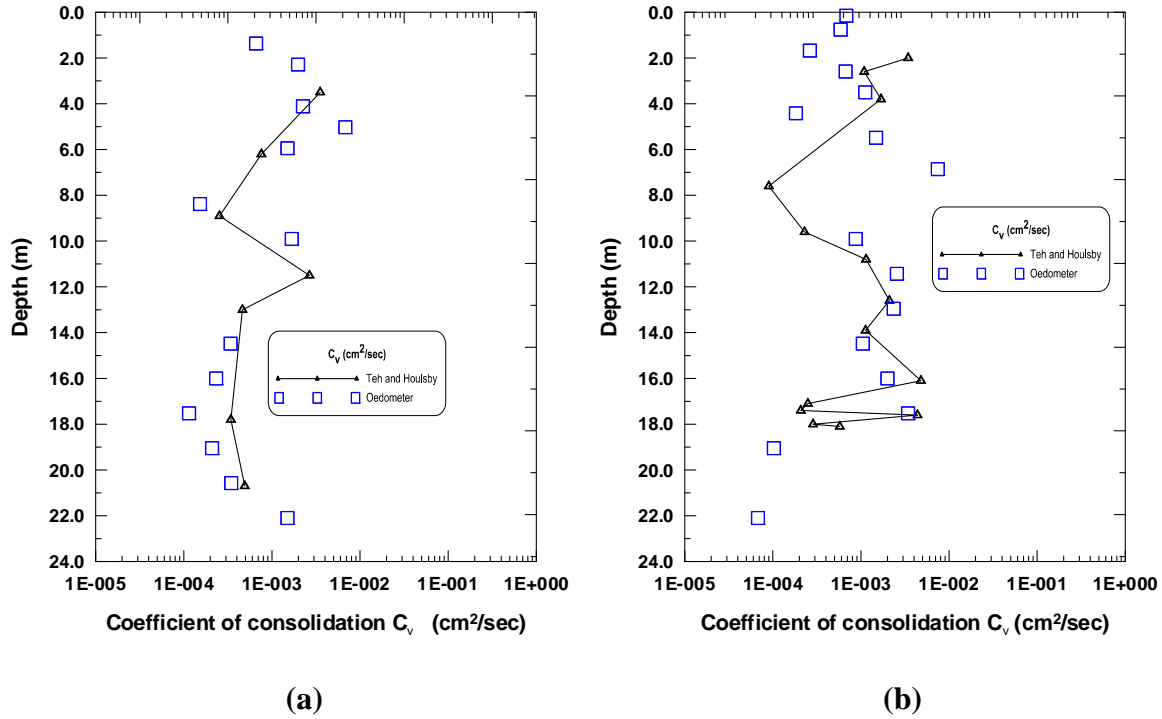 0.0
2.0
4.0
6.0
8.0
10.0
12.0
14.0
16.0
18.0
20.0
22.0
24.0
Depth (m)
1E-005 1E-004 1E-003 1E-002 1E-001 1E+000
Coefficient of consolidation Cv (cm²/sec)
Cv (cm²/sec)
Teh and Houlsby
Oedometer
(a)
0.0
2.0
4.0
6.0
8.0
10.0
12.0
14.0
16.0
18.0
20.0
22.0
24.0
Depth (m)
1E-005 1E-004 1E-003 1E-002 1E-001 1E+000
Coefficient of consolidation Cv (cm²/sec)
Cv (cm²/sec)
Teh and Houlsby
Oedometer
(b)